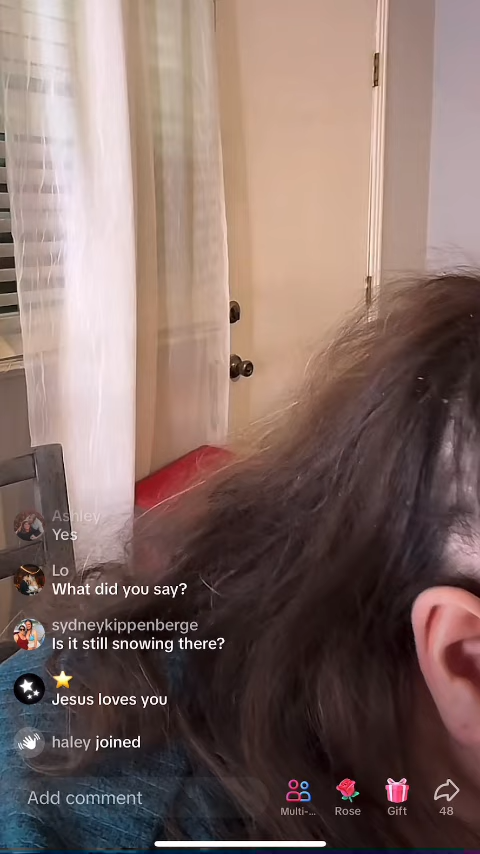 Ashley
Yes
Lo
What did you say?
sydneykippenberge
Is it still snowing there?
Jesus loves you
haley joined
Add comment
Multi-...
Rose
Gift
48